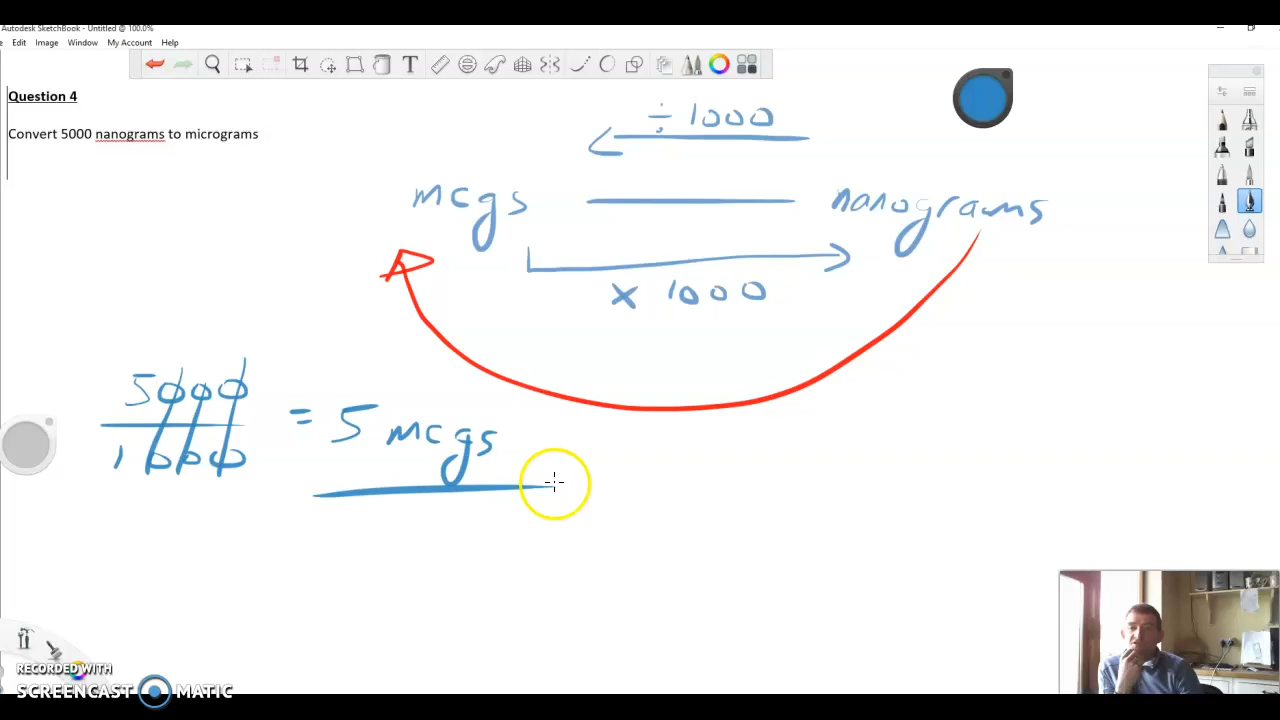 Autodesk SketchBook - Untitled @ 100.0%
Edit Image Window My Account Help
T
Question 4
Convert 5000 nanograms to micrograms
÷ 1000
mcgs
nanograms
x 1000
5000
1000
= 5 mcgs
RECORDED WITH
SCREENCAST MATIC